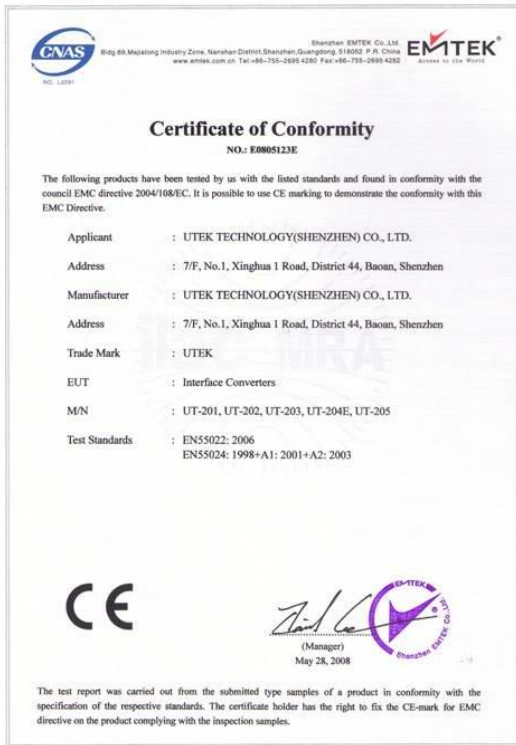 CNAS
NO. L2291
Shenzhen EMTEK Co.,Ltd.
Bldg.69,Majialong Industry Zone, Nanshan District,Shenzhen,Guangdong, 518052 P.R. China
www.emtek.com.cn Tel:+86-755-2695 4280 Fax:+86-755-2695 4282
EMTEK®
Access to the World
Certificate of Conformity
NO.: E0805123E
The following products have been tested by us with the listed standards and found in conformity with the
council EMC directive 2004/108/EC. It is possible to use CE marking to demonstrate the conformity with this
EMC Directive.
Applicant : UTEK TECHNOLOGY(SHENZHEN) CO., LTD.
Address : 7/F, No.1, Xinghua 1 Road, District 44, Baoan, Shenzhen
Manufacturer : UTEK TECHNOLOGY(SHENZHEN) CO., LTD.
Address : 7/F, No.1, Xinghua 1 Road, District 44, Baoan, Shenzhen
Trade Mark : UTEK
EUT : Interface Converters
M/N : UT-201, UT-202, UT-203, UT-204E, UT-205
Test Standards : EN55022: 2006
EN55024: 1998+A1: 2001+A2: 2003
CE
(Manager)
May 28, 2008
EMTEK
Shenzhen EMTEK Co.,Ltd.
The test report was carried out from the submitted type samples of a product in conformity with the
specification of the respective standards. The certificate holder has the right to fix the CE-mark for EMC
directive on the product complying with the inspection samples.